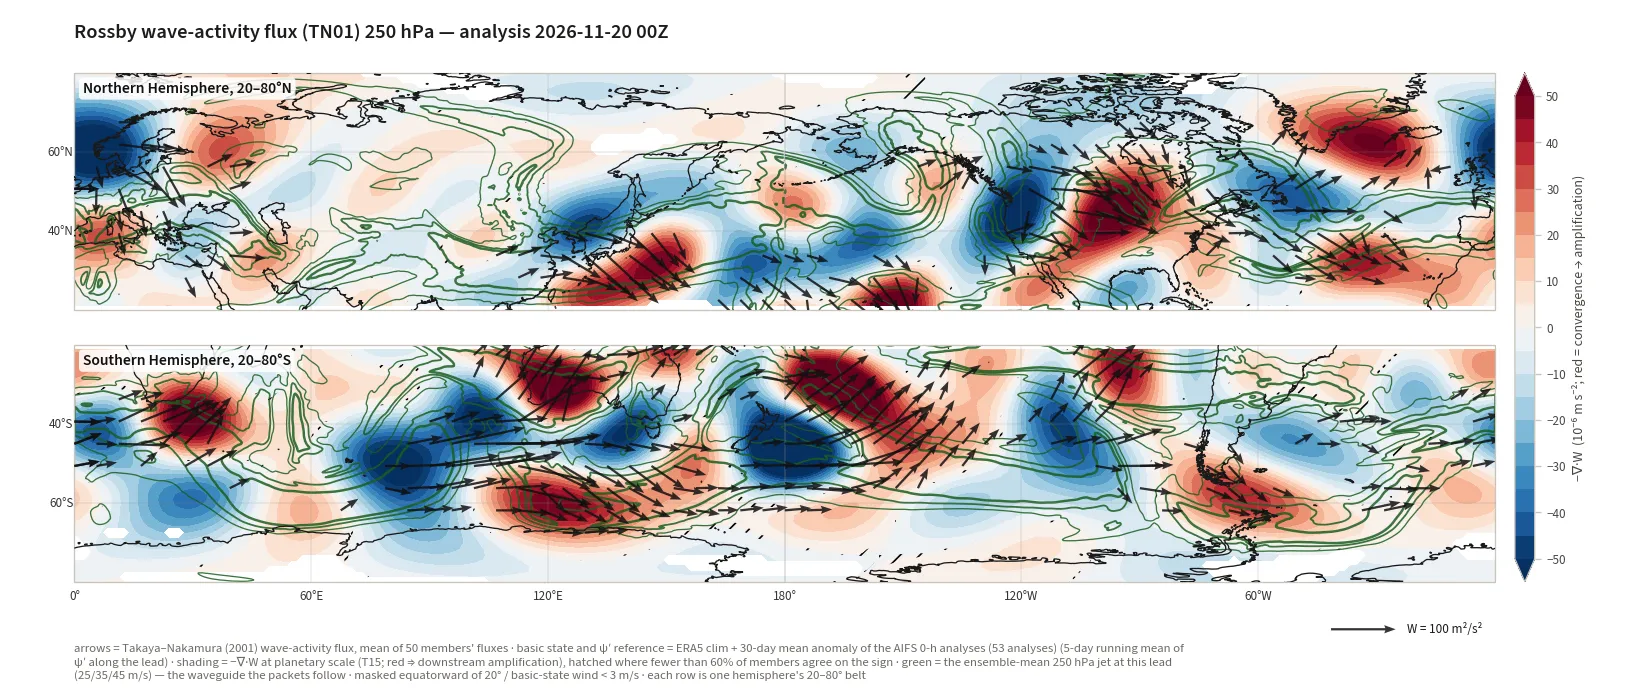 Rossby wave-activity flux (TN01) 250 hPa — analysis 2026-11-20 00Z
Northern Hemisphere, 20–80°N
60°N
40°N
Southern Hemisphere, 20–80°S
40°S
60°S
0°
60°E
120°E
180°
120°W
60°W
50
40
30
20
10
0
−10
−20
−30
−40
−50
−∇·W (10⁻⁶ m s⁻²; red = convergence → amplification)
W = 100 m²/s²
arrows = Takaya–Nakamura (2001) wave-activity flux, mean of 50 members' fluxes · basic state and ψ' reference = ERA5 clim + 30-day mean anomaly of the AIFS 0-h analyses (53 analyses) (5-day running mean of
ψ' along the lead) · shading = −∇·W at planetary scale (T15; red ⇒ downstream amplification), hatched where fewer than 60% of members agree on the sign · green = the ensemble-mean 250 hPa jet at this lead
(25/35/45 m/s) — the waveguide the packets follow · masked equatorward of 20° / basic-state wind < 3 m/s · each row is one hemisphere's 20–80° belt